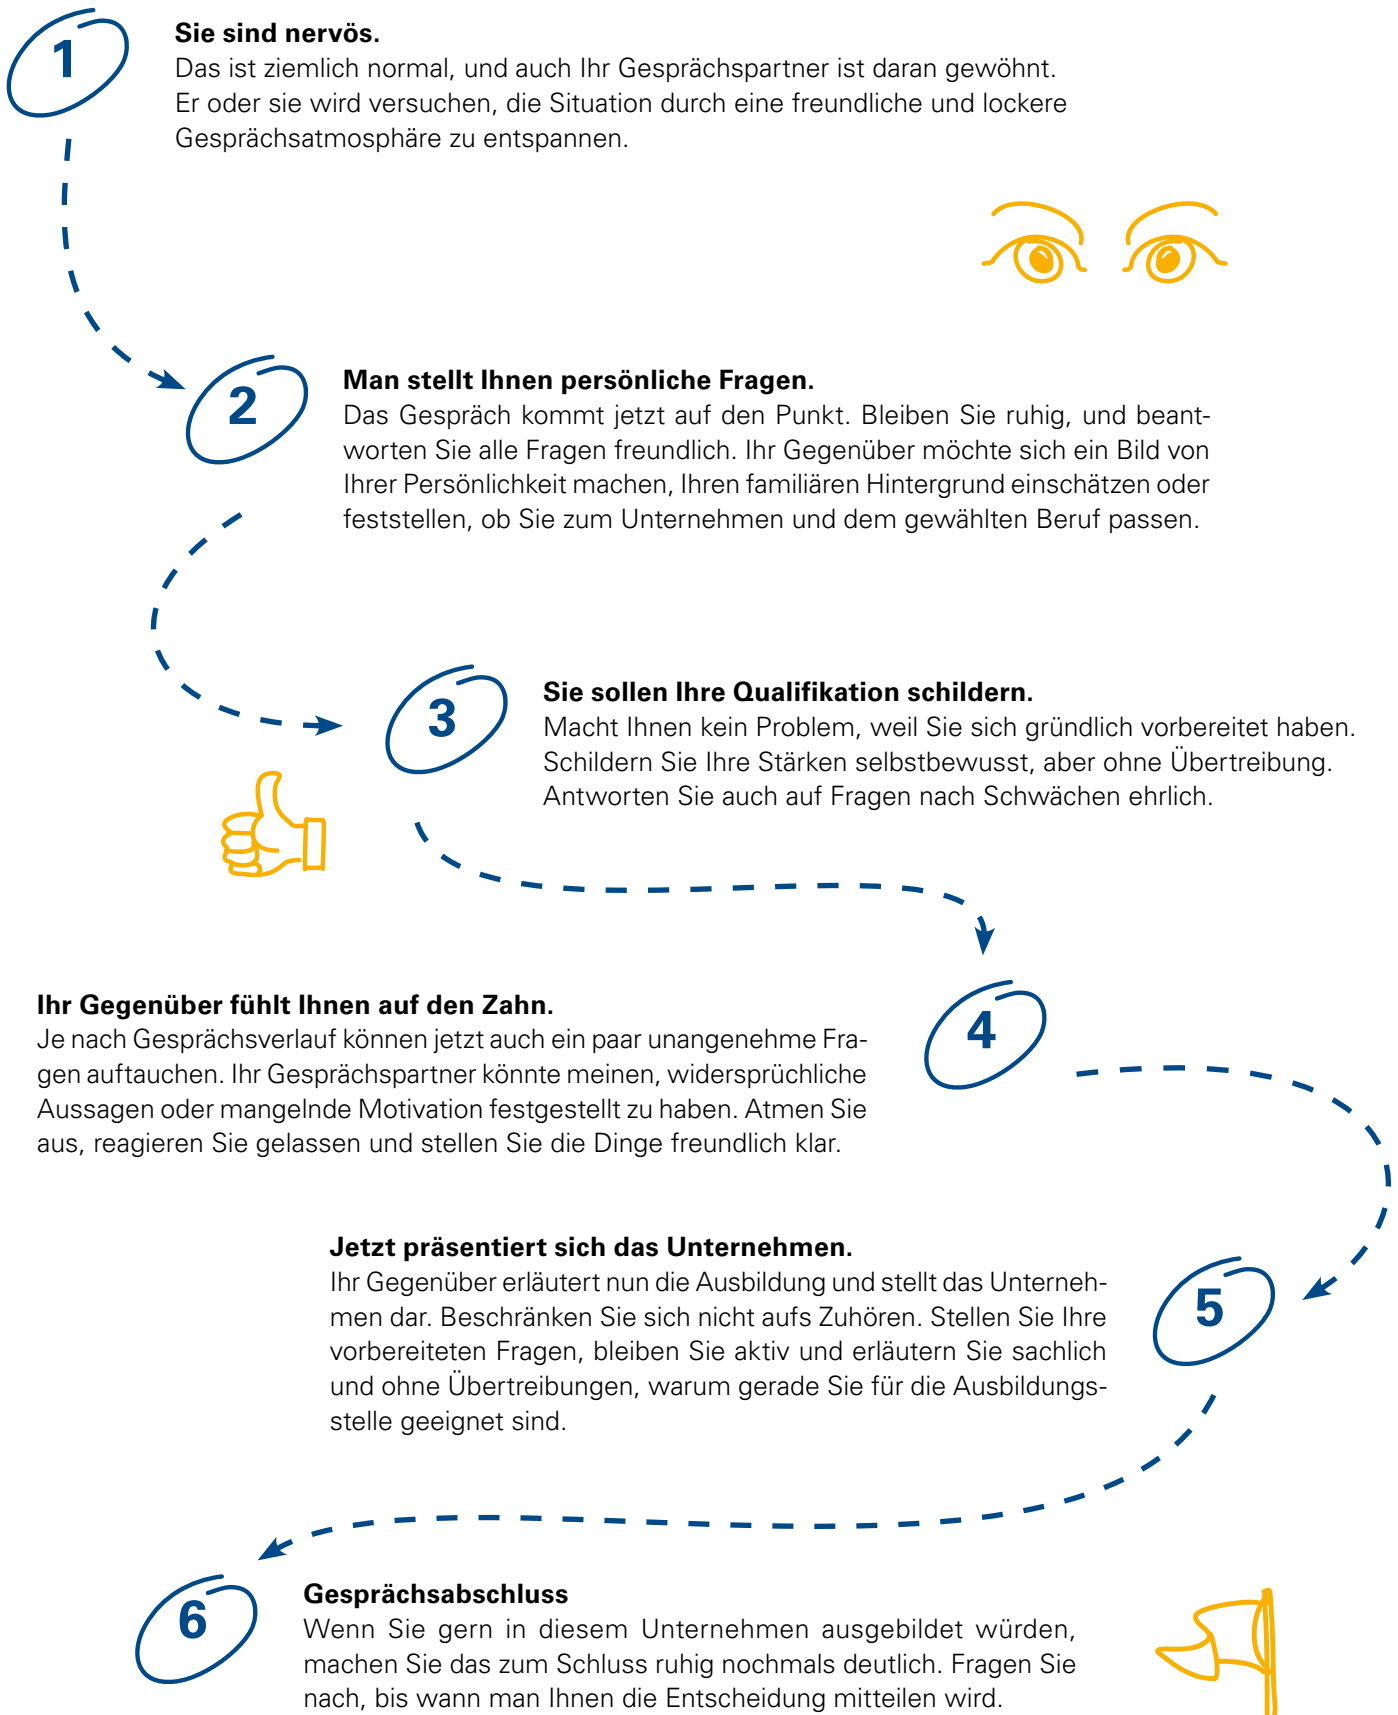 1
Sie sind nervös.
Das ist ziemlich normal, und auch Ihr Gesprächspartner ist daran gewöhnt.
Er oder sie wird versuchen, die Situation durch eine freundliche und lockere
Gesprächsatmosphäre zu entspannen.
2
Man stellt Ihnen persönliche Fragen.
Das Gespräch kommt jetzt auf den Punkt. Bleiben Sie ruhig, und beant-
worten Sie alle Fragen freundlich. Ihr Gegenüber möchte sich ein Bild von
Ihrer Persönlichkeit machen, Ihren familiären Hintergrund einschätzen oder
feststellen, ob Sie zum Unternehmen und dem gewählten Beruf passen.
3
Sie sollen Ihre Qualifikation schildern.
Macht Ihnen kein Problem, weil Sie sich gründlich vorbereitet haben.
Schildern Sie Ihre Stärken selbstbewusst, aber ohne Übertreibung.
Antworten Sie auch auf Fragen nach Schwächen ehrlich.
4
Ihr Gegenüber fühlt Ihnen auf den Zahn.
Je nach Gesprächsverlauf können jetzt auch ein paar unangenehme Fra-
gen auftauchen. Ihr Gesprächspartner könnte meinen, widersprüchliche
Aussagen oder mangelnde Motivation festgestellt zu haben. Atmen Sie
aus, reagieren Sie gelassen und stellen Sie die Dinge freundlich klar.
5
Jetzt präsentiert sich das Unternehmen.
Ihr Gegenüber erläutert nun die Ausbildung und stellt das Unterneh-
men dar. Beschränken Sie sich nicht aufs Zuhören. Stellen Sie Ihre
vorbereiteten Fragen, bleiben Sie aktiv und erläutern Sie sachlich
und ohne Übertreibungen, warum gerade Sie für die Ausbildungs-
stelle geeignet sind.
6
Gesprächsabschluss
Wenn Sie gern in diesem Unternehmen ausgebildet würden,
machen Sie das zum Schluss ruhig nochmals deutlich. Fragen Sie
nach, bis wann man Ihnen die Entscheidung mitteilen wird.